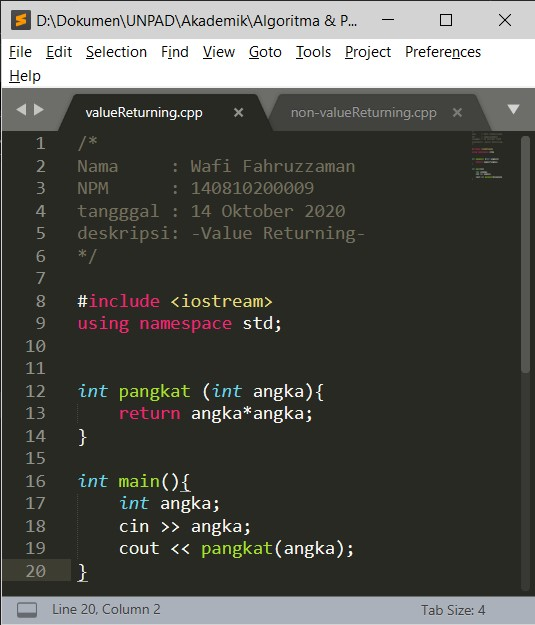 D:\Dokumen\UNPAD\Akademik\Algoritma & P...
File Edit Selection Find View Goto Tools Project Preferences
Help
valueReturning.cpp × non-valueReturning.cpp ×
1 /*
2 Nama     : Wafi Fahruzzaman
3 NPM      : 140810200009
4 tangggal : 14 Oktober 2020
5 deskripsi: -Value Returning-
6 */
7
8 #include <iostream>
9 using namespace std;
10
11
12 int pangkat (int angka){
13     return angka*angka;
14 }
15
16 int main(){
17     int angka;
18     cin >> angka;
19     cout << pangkat(angka);
20 }
Line 20, Column 2 Tab Size: 4